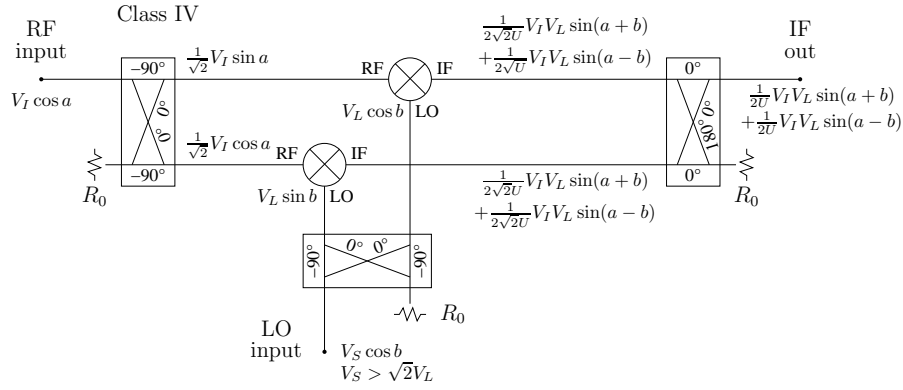 Class IV
RF
input
V_I cos a
−90°
0°
0°
−90°
R_0
1/√2 V_I sin a
1/√2 V_I cos a
RF
IF
LO
V_L cos b
RF
IF
LO
V_L sin b
1/(2√2U) V_I V_L sin(a + b)
+ 1/(2√U) V_I V_L sin(a − b)
1/(2√2U) V_I V_L sin(a + b)
+ 1/(2√2U) V_I V_L sin(a − b)
0°
0°
180°
0°
R_0
IF
out
1/(2U) V_I V_L sin(a + b)
+ 1/(2U) V_I V_L sin(a − b)
−90°
0°
0°
−90°
R_0
LO
input
V_S cos b
V_S > √2V_L